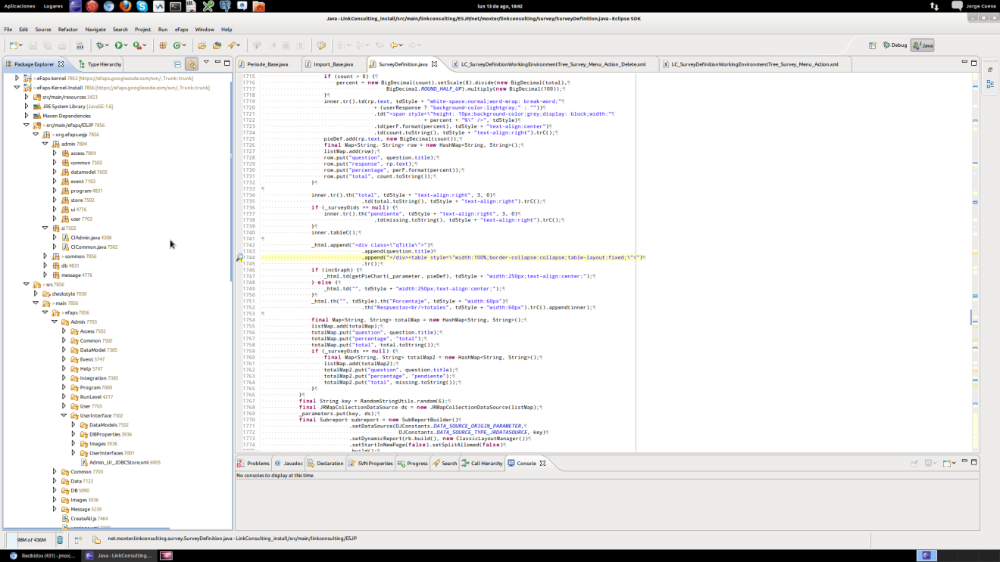 Aplicaciones Lugares lun 13 de ago, 18:42 Jorge Cueva
Java - LinkConsulting_install/src/main/linkconsulting/ESJP/net/moxter/linkconsulting/survey/SurveyDefinition.java - Eclipse SDK
File Edit Source Refactor Navigate Search Project Run eFaps Window Help
Debug Java
Package Explorer Type Hierarchy
Periode_Base.java Import_Base.java SurveyDefinition.java LC_SurveyDefinitionWorkingEnvironmentTree_Survey_Menu_Action_Delete.xml LC_SurveyDefinitionWorkingEnvironmentTree_Survey_Menu_Action.xml
> eFaps-kernel 7853 [https://efaps.googlecode.com/svn/, Trunk:trunk]
> eFaps-Kernel-Install 7856 [https://efaps.googlecode.com/svn/, Trunk:trunk]
src/main/resources 3423
JRE System Library [JavaSE-1.6]
Maven Dependencies
> src/main/efaps/ESJP 7856
> org.efaps.esjp 7856
admin 7804
access 7804
common 7502
datamodel 7602
event 7183
program 4831
store 7502
ui 4776
user 7703
ci 7502
CIAdmin.java 4308
CICommon.java 7502
> common 7856
db 4831
message 4776
> src 7856
checkstyle 7030
> main 7856
> efaps 7856
Admin 7703
Access 7502
Common 7502
DataModel 7385
Event 5747
Help 5747
Integration 7385
Program 7000
RunLevel 4217
User 7703
UserInterface 7502
DataModels 7502
DBProperties 3936
Images 3936
UserInterfaces 7001
Admin_UI_JDBCStore.xml 6905
Common 7703
Data 7122
DB 5090
Images 3936
Message 5239
CreateAll.js 7464
1715 if (count > 0) {¶
1716 percent = new BigDecimal(count).setScale(8).divide(new BigDecimal(total),
1717 BigDecimal.ROUND_HALF_UP).multiply(new BigDecimal(100));
1718 }¶
1719 inner.tr().td(rp.text, tdStyle + "white-space:normal;word-wrap: break-word;"
1720 + (userResponse ? "background-color:lightgray;" : ""))
1721 .td("<span style=\"height: 10px;background-color:grey;display: block;width:"
1722 + percent + "%\" />", tdStyle)
1723 .td(perF.format(percent), tdStyle + "text-align:center")
1724 .td(count.toString(), tdStyle + "text-align:right").trC();
1725 pieDef.add(rp.text, new BigDecimal(count));¶
1726 final Map<String, String> row = new HashMap<String, String>();¶
1727 listMap.add(row);¶
1728 row.put("question", question.title);¶
1729 row.put("response", rp.text);¶
1730 row.put("percentage", perF.format(percent));¶
1731 row.put("total", count.toString());¶
1732 }¶
1733 ¶
1734 inner.tr().th("total", tdStyle + "text-align:right", 3, 0)
1735 .td(total.toString(), tdStyle + "text-align:right").trC();¶
1736 if (_surveyOids == null) {¶
1737 inner.tr().th("pendiente", tdStyle + "text-align:right", 3, 0)
1738 .td(missing.toString(), tdStyle + "text-align:right").trC();¶
1739 }¶
1740 inner.tableC();¶
1741 ¶
1742 _html.append("<div class=\"qTitle\">")
1743 .append(question.title)
1744 .append("</div><table style=\"width:100%;border-collapse:collapse;table-layout:fixed;\">")¶
1745 .tr();¶
1746 if (incGraph) {¶
1747 _html.td(getPieChart(_parameter, pieDef), tdStyle + "width:250px;text-align:center;");¶
1748 } else {¶
1749 _html.td("", tdStyle + "width:250px;text-align:center;");¶
1750 }¶
1751 _html.th("", tdStyle).th("Porcentaje", tdStyle + "width:60px")
1752 .th("Respuestas<br/>totales", tdStyle + "width:60px").trC().append(inner);¶
1753 ¶
1754 final Map<String, String> totalMap = new HashMap<String, String>();¶
1755 listMap.add(totalMap);¶
1756 totalMap.put("question", question.title);¶
1757 totalMap.put("percentage", "total");¶
1758 totalMap.put("total", total.toString());¶
1759 if (_surveyOids == null) {¶
1760 final Map<String, String> totalMap2 = new HashMap<String, String>();¶
1761 listMap.add(totalMap2);¶
1762 totalMap2.put("question", question.title);¶
1763 totalMap2.put("percentage", "pendiente");¶
1764 totalMap2.put("total", missing.toString());¶
1765 }¶
1766 }¶
1767 final String key = RandomStringUtils.random(6);¶
1768 final JRMapCollectionDataSource ds = new JRMapCollectionDataSource(listMap);¶
1769 _parameters.put(key, ds);¶
1770 final Subreport subreport = new SubReportBuilder()
1771 .setDataSource(DJConstants.DATA_SOURCE_ORIGIN_PARAMETER,
1772 DJConstants.DATA_SOURCE_TYPE_JRDATASOURCE, key)
1773 .setDynamicReport(rb.build(), new ClassicLayoutManager())
1774 .setStartInNewPage(false).setSplitAllowed(false)
Problems Javadoc Declaration SVN Properties Progress Search Call Hierarchy Console
No consoles to display at this time.
98M of 436M net.moxter.linkconsulting.survey.SurveyDefinition.java - LinkConsulting_install/src/main/linkconsulting/ESJP
Recibidos (431) - jmoic... Java - LinkConsulting...